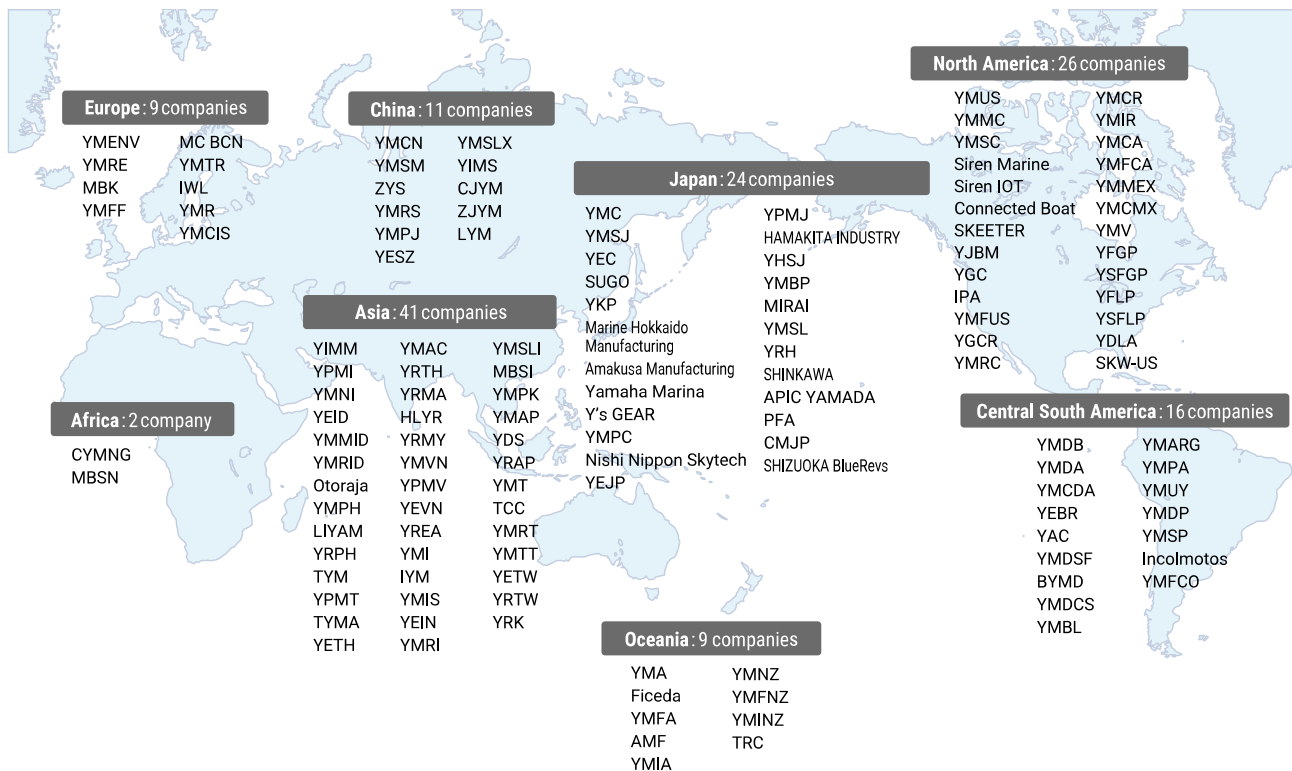 Europe: 9 companies
YMENV
YMRE
MBK
YMFF
MC BCN
YMTR
IWL
YMR
YMCIS
China: 11 companies
YMCN
YMSM
ZYS
YMRS
YMPJ
YESZ
YMSLX
YIMS
CJYM
ZJYM
LYM
Japan: 24 companies
YMC
YMSJ
YEC
SUGO
YKP
Marine Hokkaido
Manufacturing
Amakusa Manufacturing
Yamaha Marina
Y's GEAR
YMPC
Nishi Nippon Skytech
YEJP
YPMJ
HAMAKITA INDUSTRY
YHSJ
YMBP
MIRAI
YMSL
YRH
SHINKAWA
APIC YAMADA
PFA
CMJP
SHIZUOKA BlueRevs
North America: 26 companies
YMUS
YMMC
YMSC
Siren Marine
Siren IOT
Connected Boat
SKEETER
YJBM
YGC
IPA
YMFUS
YGCR
YMRC
YMCR
YMIR
YMCA
YMFCA
YMMEX
YMCMX
YMV
YFGP
YSFGP
YFLP
YSFLP
YDLA
SKW-US
Asia: 41 companies
YIMM
YPMI
YMNI
YEID
YMMID
YMRID
Otoraja
YMPH
LIYAM
YRPH
TYM
YPMT
TYMA
YETH
YMAC
YRTH
YRMA
HLYR
YRMY
YMVN
YPMV
YEVN
YREA
YMI
IYM
YMIS
YEIN
YMRI
YMSLI
MBSI
YMPK
YMAP
YDS
YRAP
YMT
TCC
YMRT
YMTT
YETW
YRTW
YRK
Africa: 2 company
CYMNG
MBSN
Central South America: 16 companies
YMDB
YMDA
YMCDA
YEBR
YAC
YMDSF
BYMD
YMDCS
YMBL
YMARG
YMPA
YMUY
YMDP
YMSP
Incolmotos
YMFCO
Oceania: 9 companies
YMA
Ficeda
YMFA
AMF
YMIA
YMNZ
YMFNZ
YMINZ
TRC